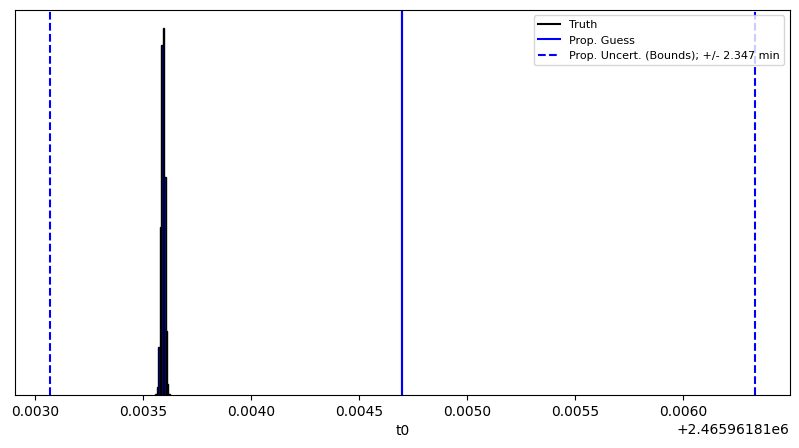 Truth
Prop. Guess
Prop. Uncert. (Bounds); +/- 2.347 min
0.0030 0.0035 0.0040 0.0045 0.0050 0.0055 0.0060
t0
+2.46596181e6